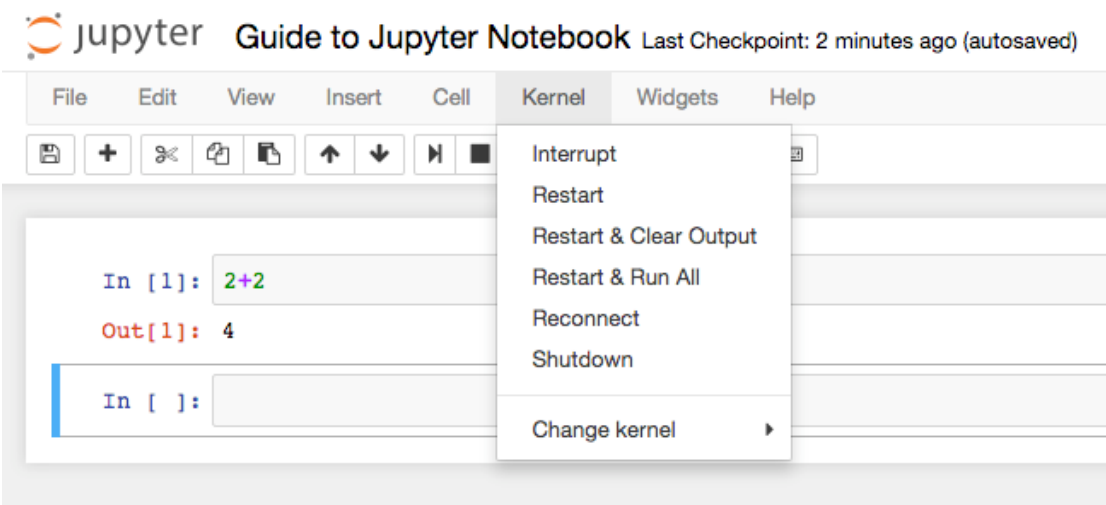 jupyter Guide to Jupyter Notebook Last Checkpoint: 2 minutes ago (autosaved)
File Edit View Insert Cell Kernel Widgets Help
Interrupt
Restart
Restart & Clear Output
Restart & Run All
Reconnect
Shutdown
Change kernel
In [1]: 2+2
Out[1]: 4
In [ ]: